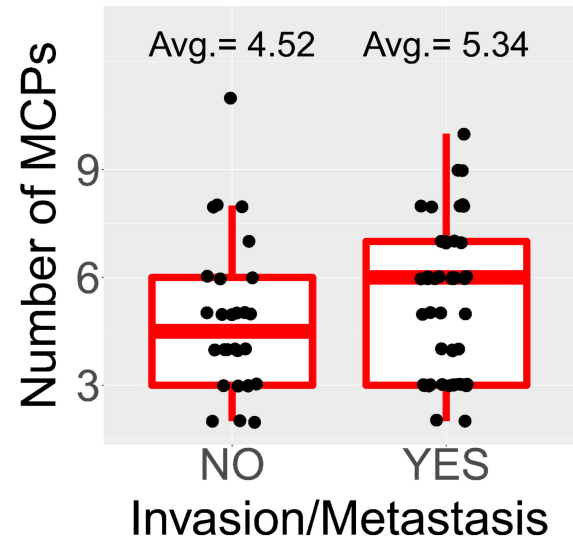 Avg.= 4.52 Avg.= 5.34
Number of MCPs
9
6
3
NO YES
Invasion/Metastasis